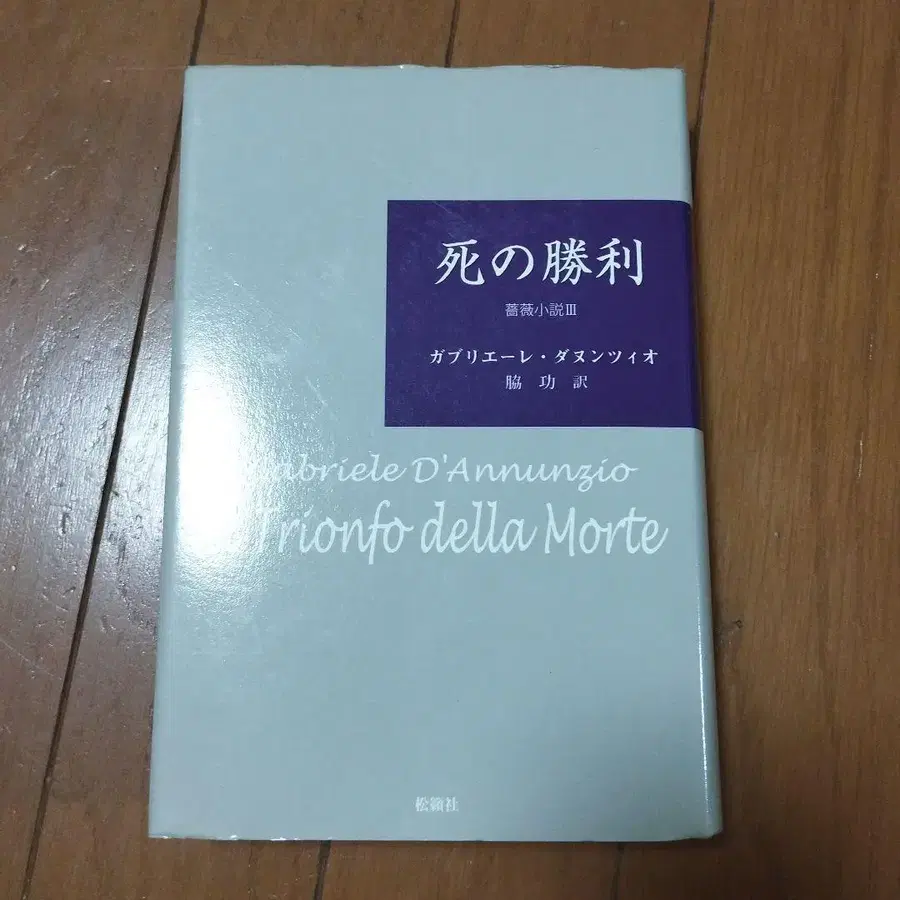 死の勝利
薔薇小説Ⅲ
ガブリエーレ・ダヌンツィオ
脇 功 訳
abriele D'Annunzio
Trionfo della Morte
松籟社